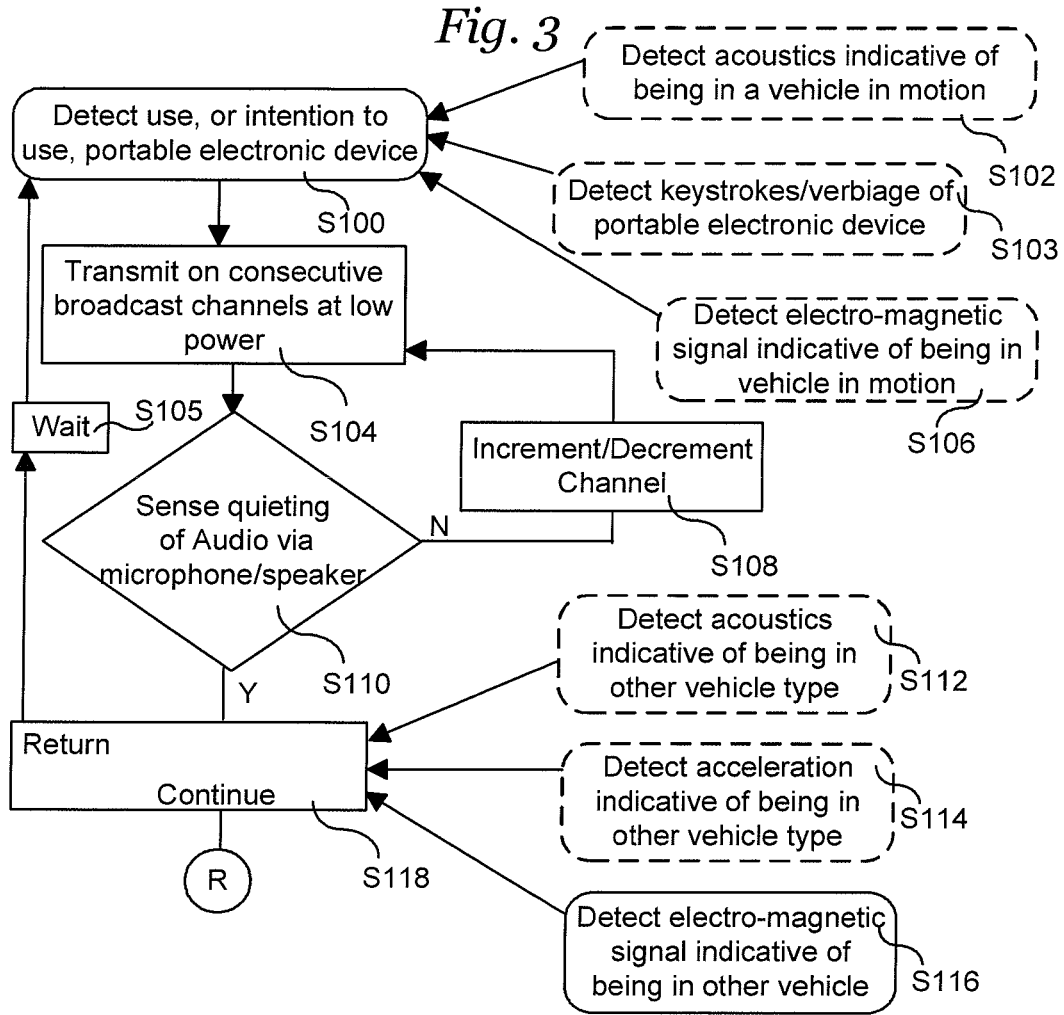 Fig. 3
Detect acoustics indicative of
being in a vehicle in motion
S102
Detect use, or intention to
use, portable electronic device
S100
Detect keystrokes/verbiage of
portable electronic device
S103
Transmit on consecutive
broadcast channels at low
power
S104
Detect electro-magnetic
signal indicative of being in
vehicle in motion
S106
Wait
S105
Increment/Decrement
Channel
S108
Sense quieting
of Audio via
microphone/speaker
S110
N
Y
Detect acoustics
indicative of being in
other vehicle type
S112
Return
Continue
S118
Detect acceleration
indicative of being in
other vehicle type
S114
R
Detect electro-magnetic
signal indicative of
being in other vehicle
S116